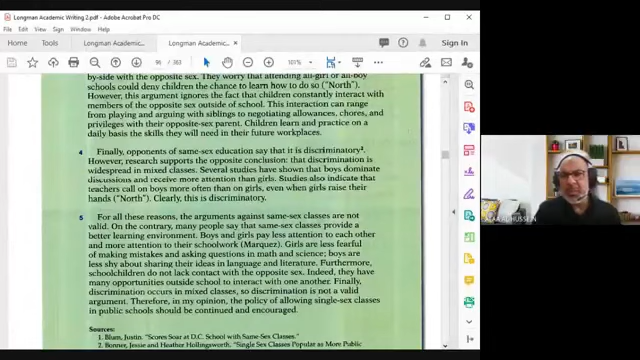 Longman Academic Writing 2.pdf - Adobe Acrobat Pro DC
File Edit View Sign Window Help
Home Tools Longman Academic... Longman Academic... × Sign In
96 / 383
101%
by-side with the opposite sex. They worry that attending all-girl or all-boy
schools could deny children the chance to learn how to do so ("North").
However, this argument ignores the fact that children constantly interact with
members of the opposite sex outside of school. This interaction can range
from playing and arguing with siblings to negotiating allowances, chores, and
privileges with their opposite-sex parent. Children learn and practice on a
daily basis the skills they will need in their future workplaces.
4 Finally, opponents of same-sex education say that it is discriminatory².
However, research supports the opposite conclusion: that discrimination is
widespread in mixed classes. Several studies have shown that boys dominate
discussions and receive more attention than girls. Studies also indicate that
teachers call on boys more often than on girls, even when girls raise their
hands ("North"). Clearly, this is discriminatory.
5 For all these reasons, the arguments against same-sex classes are not
valid. On the contrary, many people say that same-sex classes provide a
better learning environment. Boys and girls pay less attention to each other
and more attention to their schoolwork (Marquez). Girls are less fearful
of making mistakes and asking questions in math and science; boys are
less shy about sharing their ideas in language and literature. Furthermore,
schoolchildren do not lack contact with the opposite sex. Indeed, they have
many opportunities outside school to interact with one another. Finally,
discrimination occurs in mixed classes, so discrimination is not a valid
argument. Therefore, in my opinion, the policy of allowing single-sex classes
in public schools should be continued and encouraged.
Sources:
1. Blum, Justin. "Scores Soar at D.C. School with Same-Sex Classes."
2. Bonner, Jessie and Heather Hollingsworth. "Single Sex Classes Popular as More Public